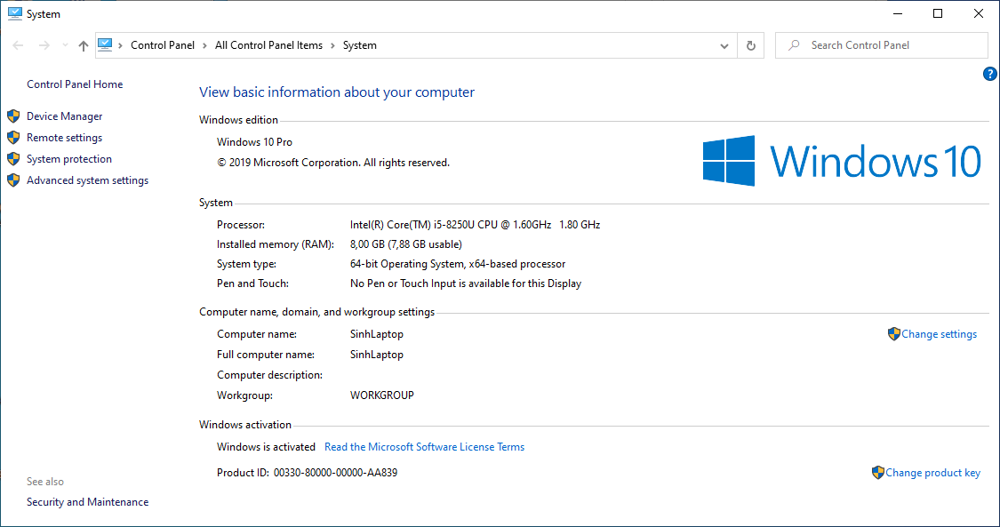 System
Control Panel › All Control Panel Items › System
Search Control Panel
?
Control Panel Home
Device Manager
Remote settings
System protection
Advanced system settings
See also
Security and Maintenance
View basic information about your computer
Windows edition
Windows 10 Pro
© 2019 Microsoft Corporation. All rights reserved.
Windows 10
System
Processor: Intel(R) Core(TM) i5-8250U CPU @ 1.60GHz 1.80 GHz
Installed memory (RAM): 8,00 GB (7,88 GB usable)
System type: 64-bit Operating System, x64-based processor
Pen and Touch: No Pen or Touch Input is available for this Display
Computer name, domain, and workgroup settings
Computer name: SinhLaptop
Change settings
Full computer name: SinhLaptop
Computer description:
Workgroup: WORKGROUP
Windows activation
Windows is activated Read the Microsoft Software License Terms
Product ID: 00330-80000-00000-AA839
Change product key